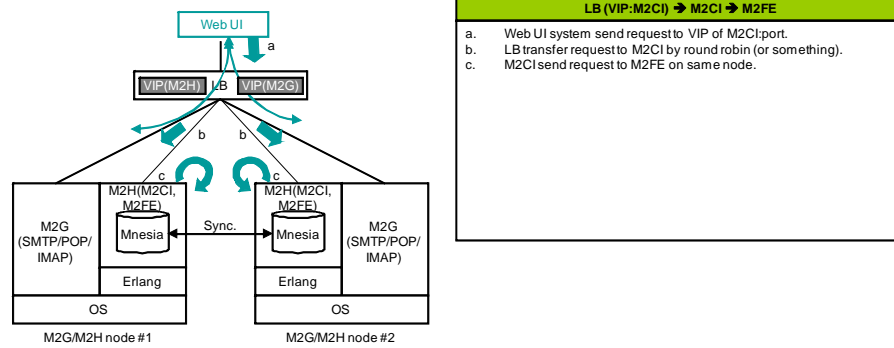 Web UI
a
VIP(M2H) LB VIP(M2G)
b b
c c
M2G
(SMTP/POP/
IMAP)
M2H(M2CI,
M2FE)
Mnesia
Erlang
OS
M2G/M2H node #1
Sync.
M2H(M2CI,
M2FE)
Mnesia
Erlang
M2G
(SMTP/POP/
IMAP)
OS
M2G/M2H node #2
LB (VIP:M2CI) ➔ M2CI ➔ M2FE
a. Web UI system send request to VIP of M2CI:port.
b. LB transfer request to M2CI by round robin (or something).
c. M2CI send request to M2FE on same node.